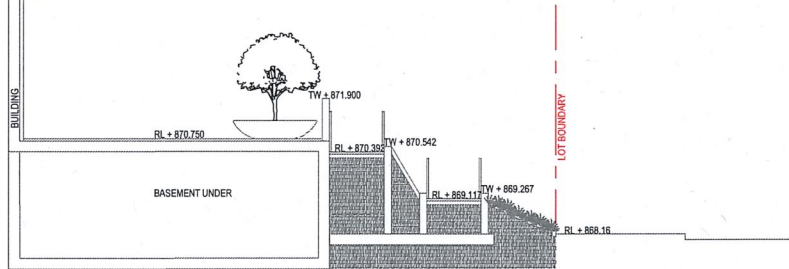 TW + 871.900
BUILDING
RL + 870.750
TW + 870.542
RL + 870.393
LOT BOUNDARY
BASEMENT UNDER
TW + 869.267
RL + 869.117
RL + 868.16